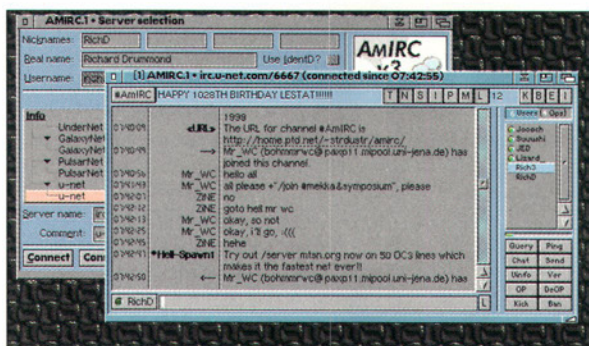 AMIRC.1 • Server selection
Nicknames: RichD
Real name: Richard Drummond Use IdentD?
Username: richd
AMIRC
v3
[1] AMIRC.1 • irc.u-net.com/6667 (connected since 07:42:55)
#AmIRC HAPPY 1028TH BIRTHDAY LESTAT!!!!!! T N S I P M L 12 K B E I
Info
UnderNet
GalaxyNet
GalaxyNet
PulsarNet
PulsarNet
u-net
u-net
Server name:
Comment:
Connect
1998
<URL> The URL for channel #AmIRC is
http://home.ptd.net/~strdustr/amirc/
Mr_WC (bohmmrwc@paxp11.mipool.uni-jena.de) has
joined this channel.
Mr_WC hello all
Mr_WC all please +"/join #mekka&symposium", please
ZiNE no
ZiNE goto hell mr wc
Mr_WC okay, so not
Mr_WC okay, i'll go, :-(((
ZiNE hehe
*Hell-Spawn1 Try out /server mtsn.org now on 50 OC3 lines which
makes it the fastest net ever!!
Mr_WC (bohmmrwc@paxp11.mipool.uni-jena.de) has
Users Ops
JED
Lizard_
Rich3
RichD
Query Ping
Chat Send
Uinfo Ver
OP DeOP
Kick Ban
RichD L